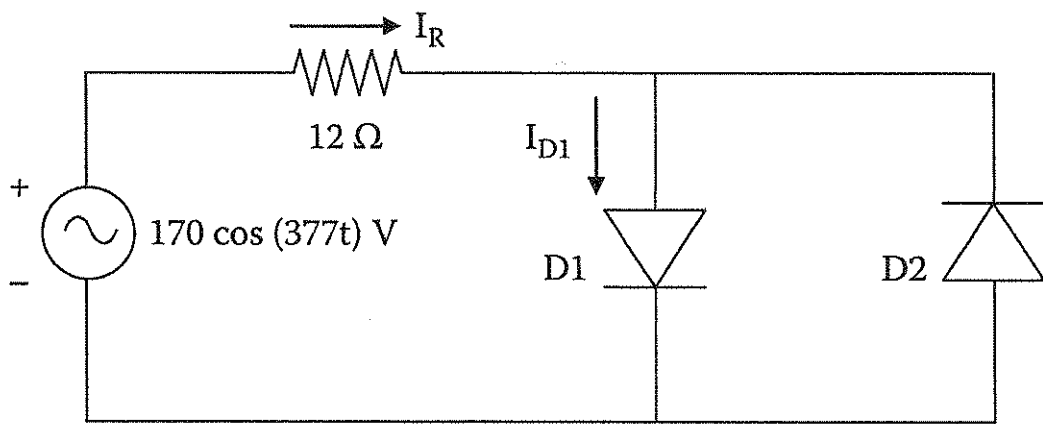 I_R
12 Ω
I_D1
+
170 cos (377t) V
−
D1
D2